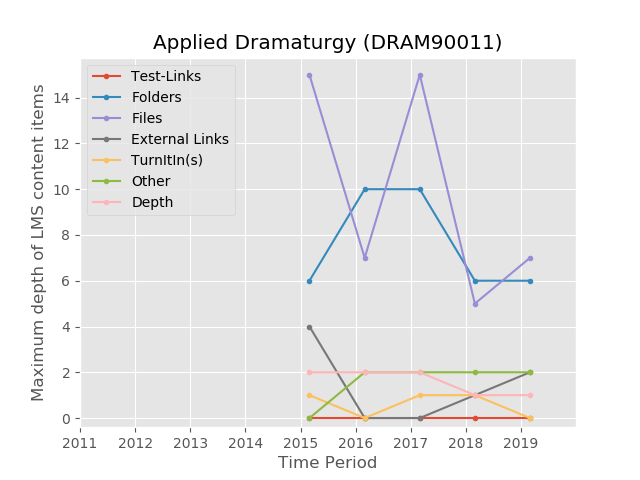 Applied Dramaturgy (DRAM90011)
Test-Links
Folders
Files
External Links
TurnItIn(s)
Other
Depth
Maximum depth of LMS content items
14
12
10
8
6
4
2
0
2011 2012 2013 2014 2015 2016 2017 2018 2019
Time Period